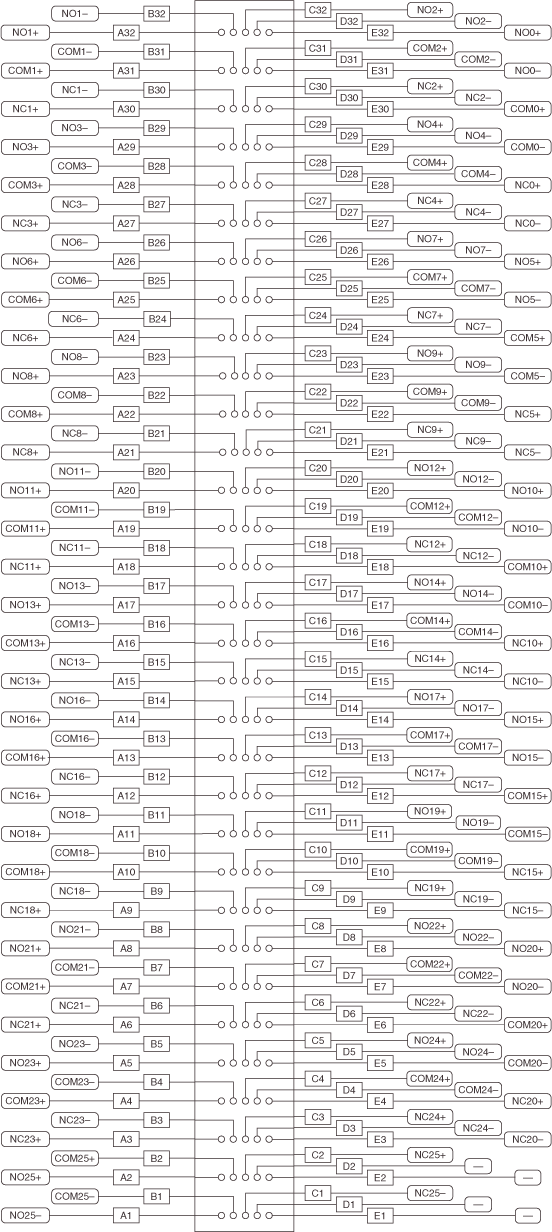 NO1− B32 C32 NO2+
D32 NO2−
NO1+ A32 E32 NO0+
COM1− B31 C31 COM2+
D31 COM2−
COM1+ A31 E31 NO0−
NC1− B30 C30 NC2+
D30 NC2−
NC1+ A30 E30 COM0+
NO3− B29 C29 NO4+
D29 NO4−
NO3+ A29 E29 COM0−
COM3− B28 C28 COM4+
D28 COM4−
COM3+ A28 E28 NC0+
NC3− B27 C27 NC4+
D27 NC4−
NC3+ A27 E27 NC0−
NO6− B26 C26 NO7+
D26 NO7−
NO6+ A26 E26 NO5+
COM6− B25 C25 COM7+
D25 COM7−
COM6+ A25 E25 NO5−
NC6− B24 C24 NC7+
D24 NC7−
NC6+ A24 E24 COM5+
NO8− B23 C23 NO9+
D23 NO9−
NO8+ A23 E23 COM5−
COM8− B22 C22 COM9+
D22 COM9−
COM8+ A22 E22 NC5+
NC8− B21 C21 NC9+
D21 NC9−
NC8+ A21 E21 NC5−
NO11− B20 C20 NO12+
D20 NO12−
NO11+ A20 E20 NO10+
COM11− B19 C19 COM12+
D19 COM12−
COM11+ A19 E19 NO10−
NC11− B18 C18 NC12+
D18 NC12−
NC11+ A18 E18 COM10+
NO13− B17 C17 NO14+
D17 NO14−
NO13+ A17 E17 COM10−
COM13− B16 C16 COM14+
D16 COM14−
COM13+ A16 E16 NC10+
NC13− B15 C15 NC14+
D15 NC14−
NC13+ A15 E15 NC10−
NO16− B14 C14 NO17+
D14 NO17−
NO16+ A14 E14 NO15+
COM16− B13 C13 COM17+
D13 COM17−
COM16+ A13 E13 NO15−
NC16− B12 C12 NC17+
D12 NC17−
NC16+ A12 E12 COM15+
NO18− B11 C11 NO19+
D11 NO19−
NO18+ A11 E11 COM15−
COM18− B10 C10 COM19+
D10 COM19−
COM18+ A10 E10 NC15+
NC18− B9 C9 NC19+
D9 NC19−
NC18+ A9 E9 NC15−
NO21− B8 C8 NO22+
D8 NO22−
NO21+ A8 E8 NO20+
COM21− B7 C7 COM22+
D7 COM22−
COM21+ A7 E7 NO20−
NC21− B6 C6 NC22+
D6 NC22−
NC21+ A6 E6 COM20+
NO23− B5 C5 NO24+
D5 NO24−
NO23+ A5 E5 COM20−
COM23− B4 C4 COM24+
D4 COM24−
COM23+ A4 E4 NC20+
NC23− B3 C3 NC24+
D3 NC24−
NC23+ A3 E3 NC20−
COM25+ B2 C2 NC25+
D2 —
NO25+ A2 E2 —
COM25− B1 C1 NC25−
D1 —
NO25− A1 E1 —